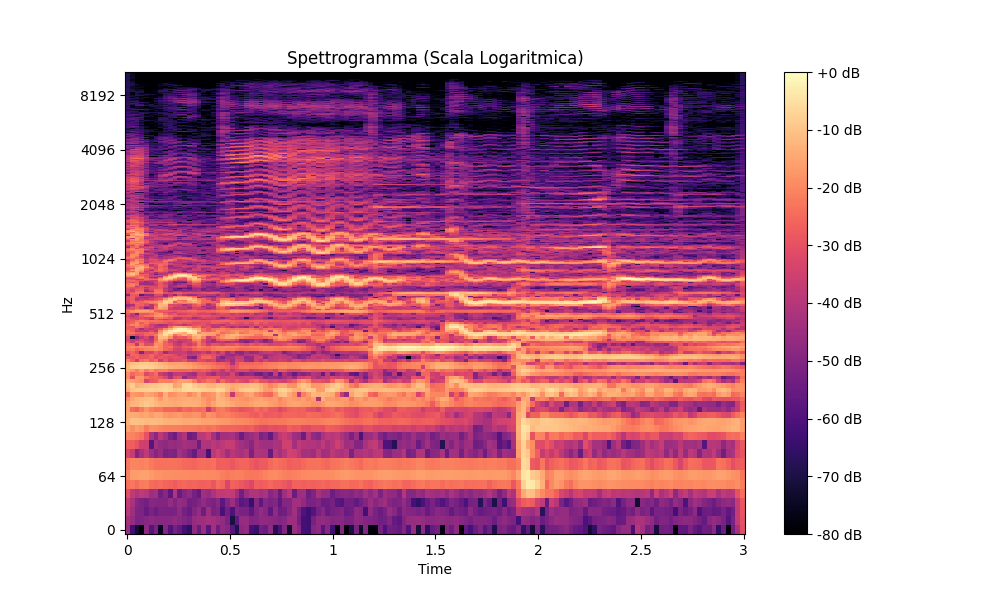 Spettrogramma (Scala Logaritmica)
Hz
8192
4096
2048
1024
512
256
128
64
0
0 0.5 1 1.5 2 2.5 3
Time
+0 dB
-10 dB
-20 dB
-30 dB
-40 dB
-50 dB
-60 dB
-70 dB
-80 dB